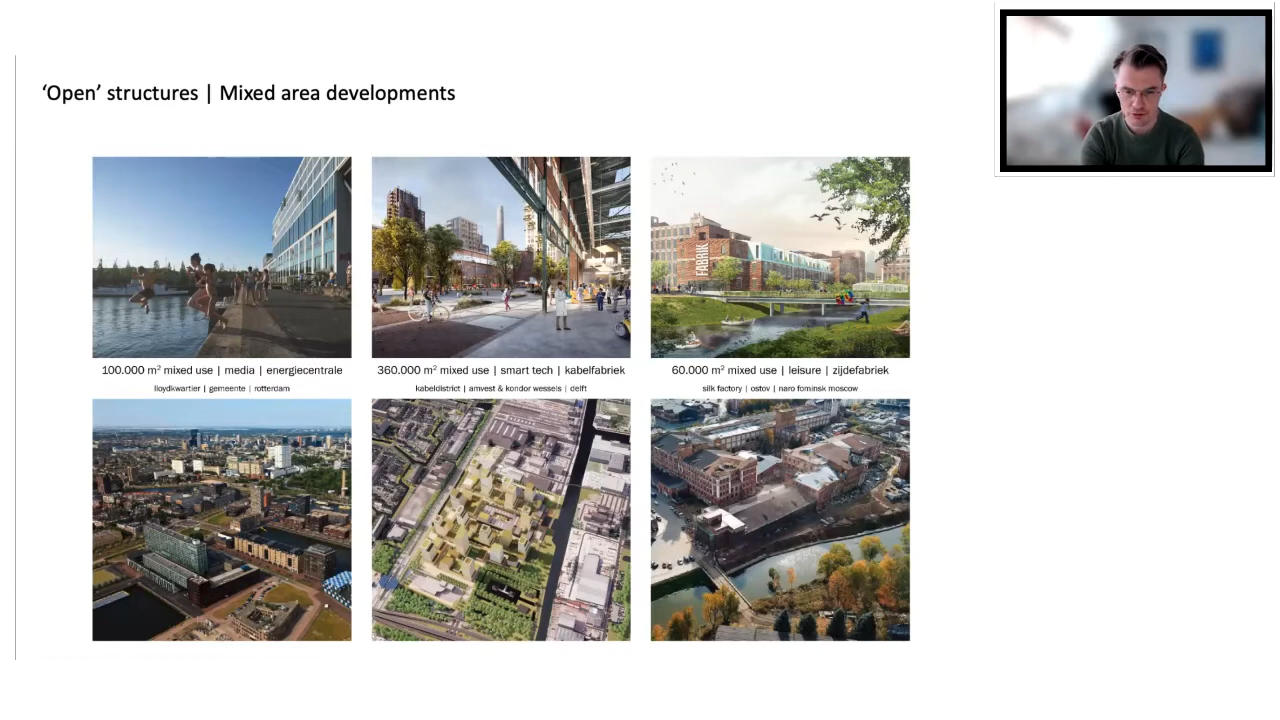 ‘Open’ structures | Mixed area developments
FABRIK
100.000 m² mixed use | media | energiecentrale
360.000 m² mixed use | smart tech | kabelfabriek
60.000 m² mixed use | leisure | zijdefabriek
lloydkwartier | gemeente | rotterdam
kabeldistrict | amvest & kondor wessels | delft
silk factory | ostov | naro fominsk moscow